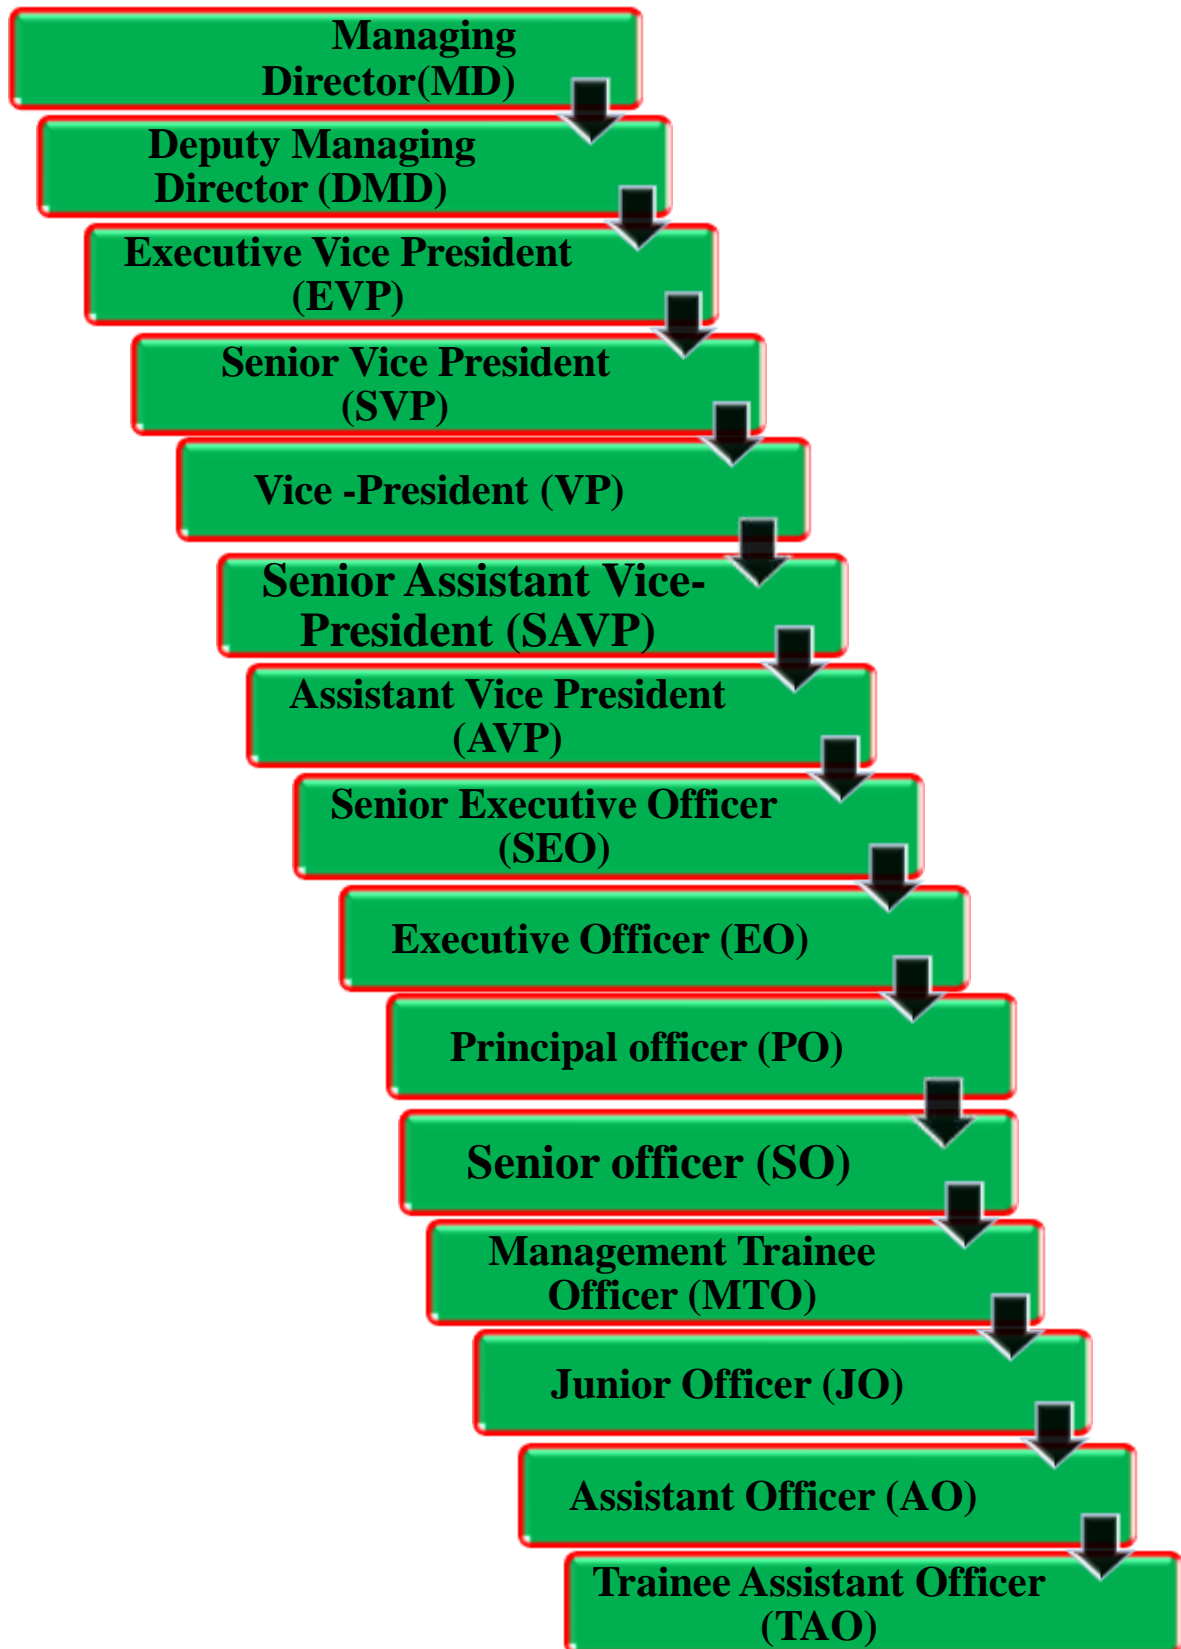 Managing
Director(MD)
Deputy Managing
Director (DMD)
Executive Vice President
(EVP)
Senior Vice President
(SVP)
Vice -President (VP)
Senior Assistant Vice-
President (SAVP)
Assistant Vice President
(AVP)
Senior Executive Officer
(SEO)
Executive Officer (EO)
Principal officer (PO)
Senior officer (SO)
Management Trainee
Officer (MTO)
Junior Officer (JO)
Assistant Officer (AO)
Trainee Assistant Officer
(TAO)